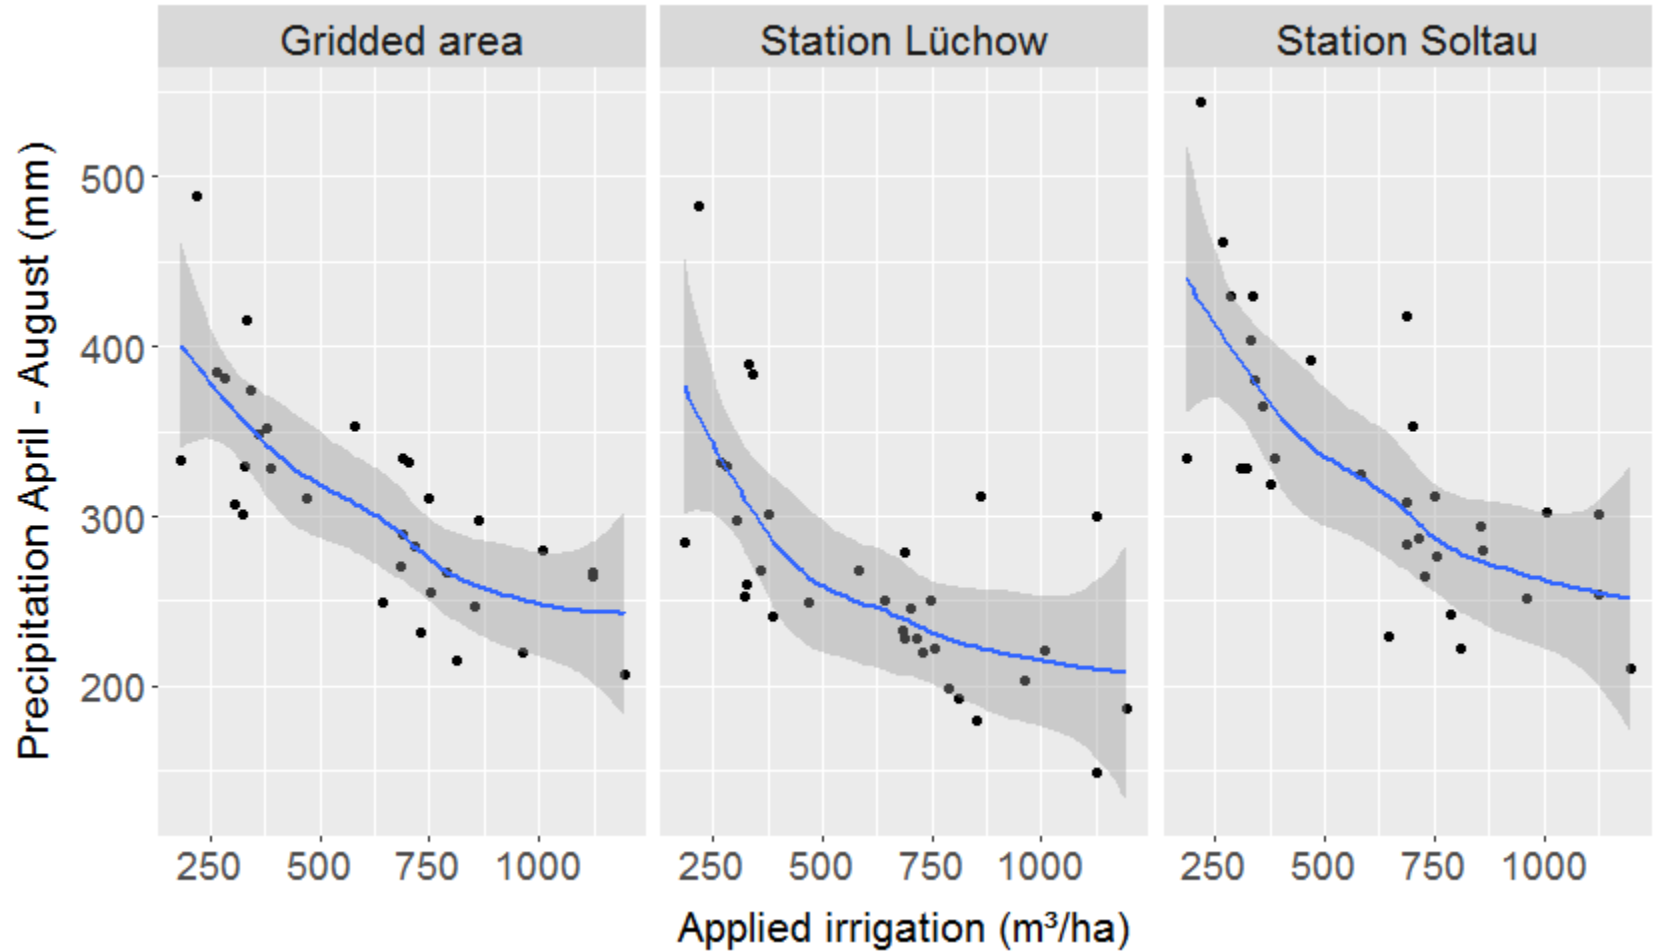 Gridded area
Station Lüchow
Station Soltau
Precipitation April - August (mm)
500
400
300
200
250 500 750 1000
250 500 750 1000
250 500 750 1000
Applied irrigation (m³/ha)